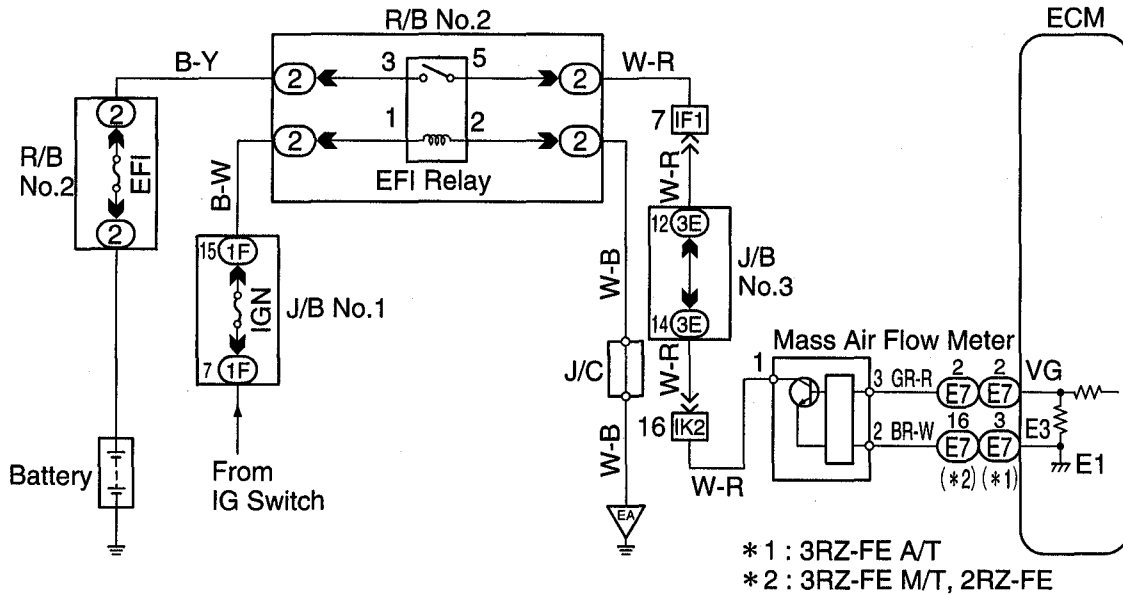 R/B No.2
ECM
B-Y
2
3
5
2
W-R
2
1
2
2
EFI Relay
7 IF1
R/B
No.2
2
EFI
2
B-W
W-R
12 3E
J/B
No.3
14 3E
15 1F
IGN
J/B No.1
7 1F
W-B
J/C
W-B
W-R
16 IK2
W-R
Mass Air Flow Meter
1
3 GR-R
2 E7
2 E7
VG
2 BR-W
16 E7
3 E7
E3
(*2) (*1)
E1
Battery
From
IG Switch
EA
*1 : 3RZ-FE A/T
*2 : 3RZ-FE M/T, 2RZ-FE